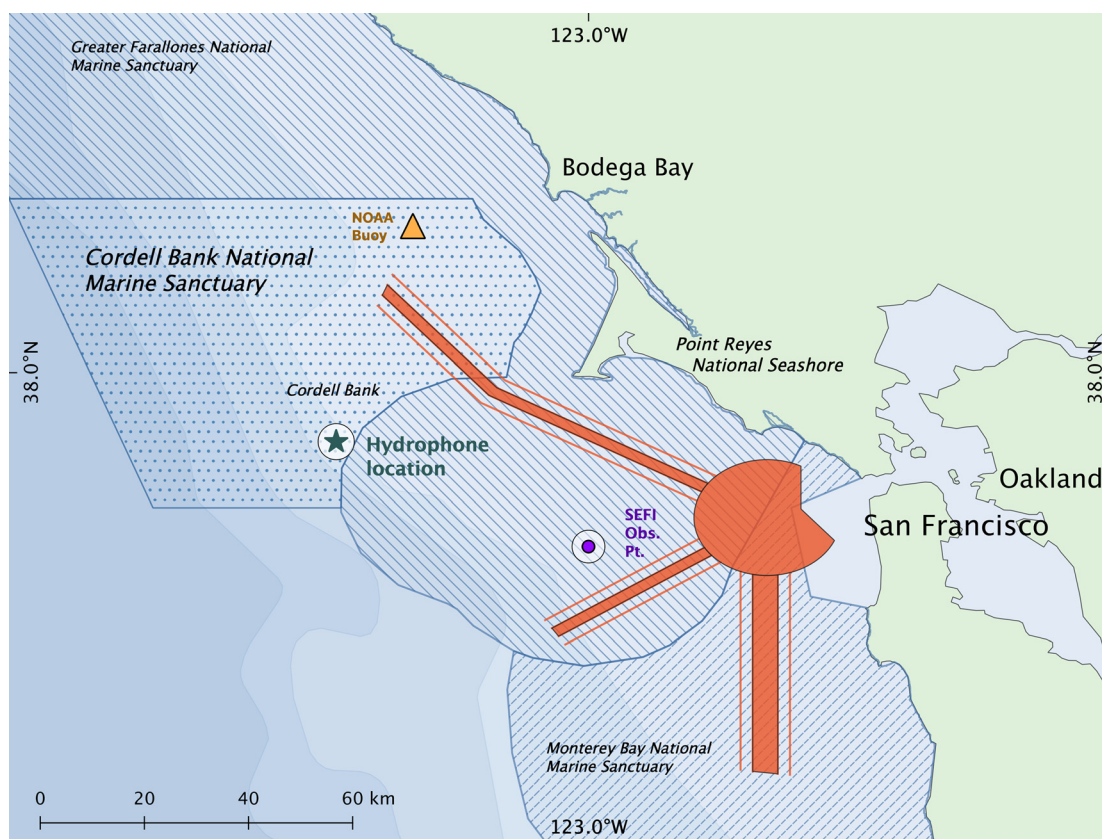 Greater Farallones National
Marine Sanctuary
123.0°W
Bodega Bay
NOAA
Buoy
Cordell Bank National
Marine Sanctuary
38.0°N
Point Reyes
National Seashore
38.0°N
Cordell Bank
Hydrophone
location
Oakland
SEFI
Obs.
Pt.
San Francisco
Monterey Bay National
Marine Sanctuary
0 20 40 60 km
123.0°W